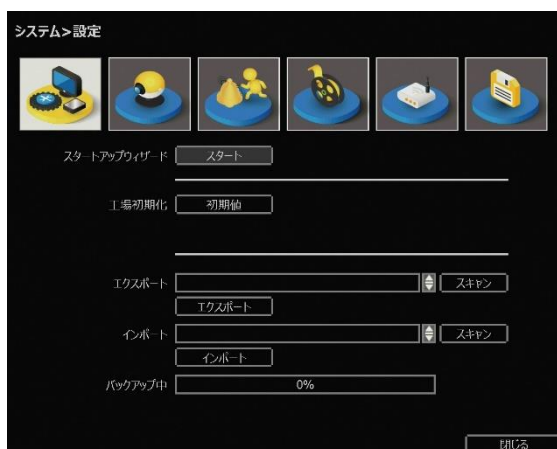 システム>設定
スタートアップウィザード スタート
工場初期化 初期値
エクスポート スキャン
エクスポート
インポート スキャン
インポート
バックアップ中 0%
閉じる